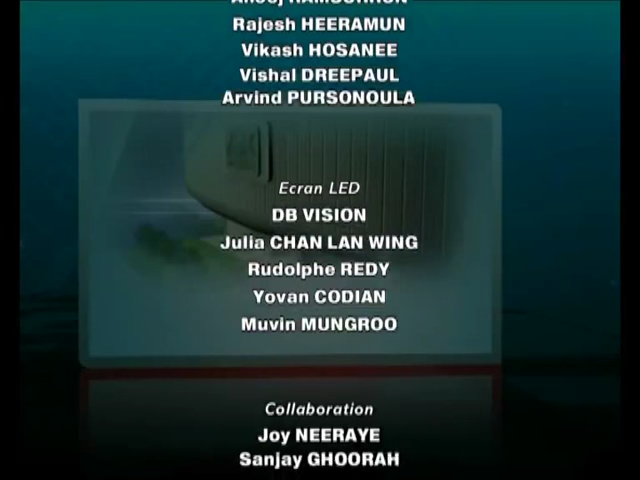 Rajesh HEERAMUN
Vikash HOSANEE
Vishal DREEPAUL
Arvind PURSONOULA
Ecran LED
DB VISION
Julia CHAN LAN WING
Rudolphe REDY
Yovan CODIAN
Muvin MUNGROO
Collaboration
Joy NEERAYE
Sanjay GHOORAH